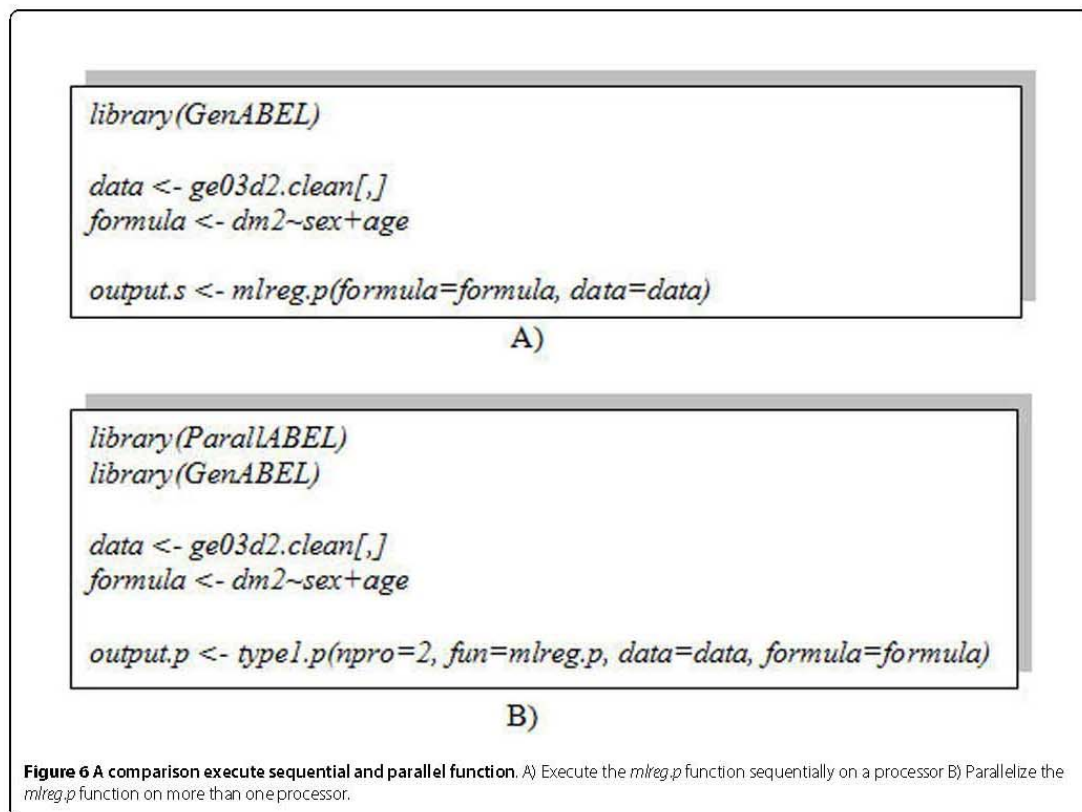 library(GenABEL)
data <- ge03d2.clean[,]
formula <- dm2~sex+age
output.s <- mlreg.p(formula=formula, data=data)
A)
library(ParallABEL)
library(GenABEL)
data <- ge03d2.clean[,]
formula <- dm2~sex+age
output.p <- type1.p(npro=2, fun=mlreg.p, data=data, formula=formula)
B)
Figure 6 A comparison execute sequential and parallel function. A) Execute the mlreg.p function sequentially on a processor B) Parallelize the
mlreg.p function on more than one processor.